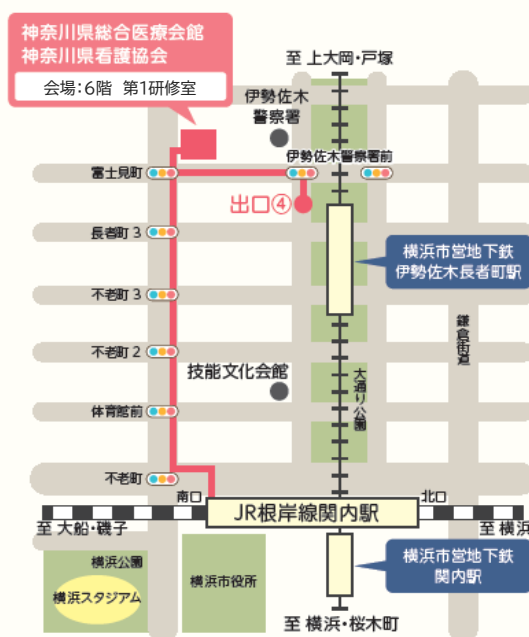 神奈川県総合医療会館
神奈川県看護協会
会場:6階 第1研修室
至 上大岡・戸塚
伊勢佐木
警察署
伊勢佐木警察署前
富士見町
出口④
長者町 3
横浜市営地下鉄
伊勢佐木長者町駅
不老町 3
鎌倉街道
不老町 2
技能文化会館
大通り公園
体育館前
不老町
南口
北口
JR根岸線関内駅
至 大船・磯子
至 横浜
横浜公園
横浜スタジアム
横浜市役所
横浜市営地下鉄
関内駅
至 横浜・桜木町